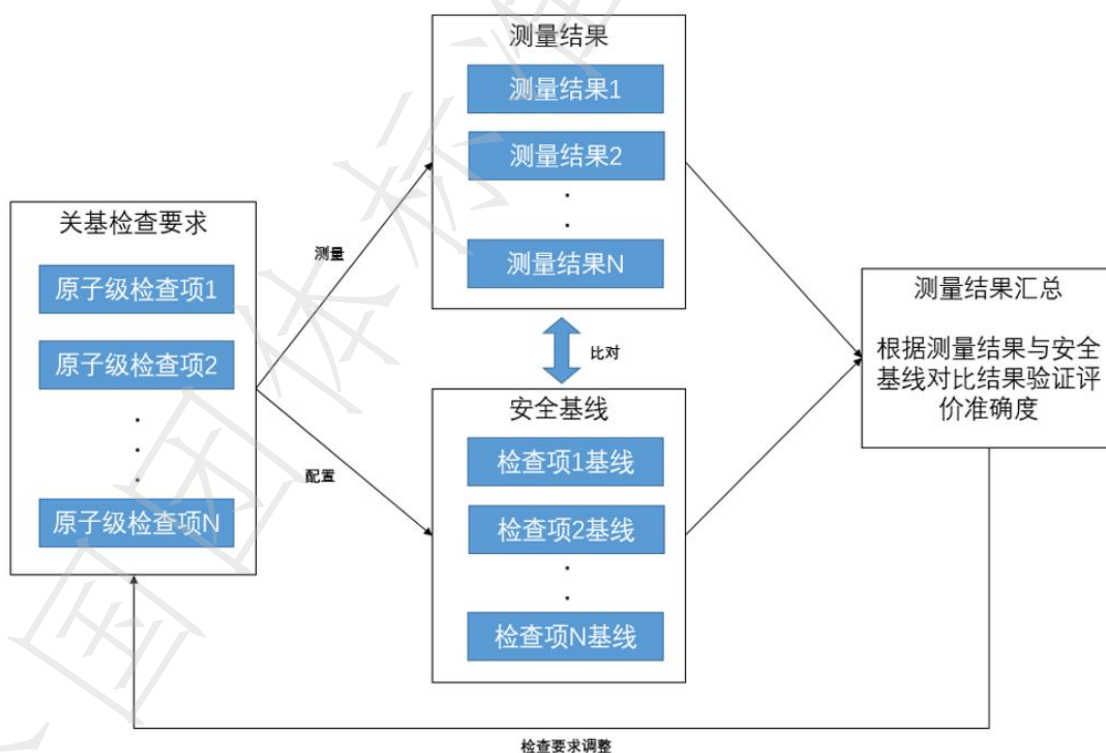 关基检查要求
原子级检查项1
原子级检查项2
原子级检查项N
测量
配置
测量结果
测量结果1
测量结果2
测量结果N
比对
安全基线
检查项1基线
检查项2基线
检查项N基线
测量结果汇总
根据测量结果与安全
基线对比结果验证评
价准确度
检查要求调整
国团体标准